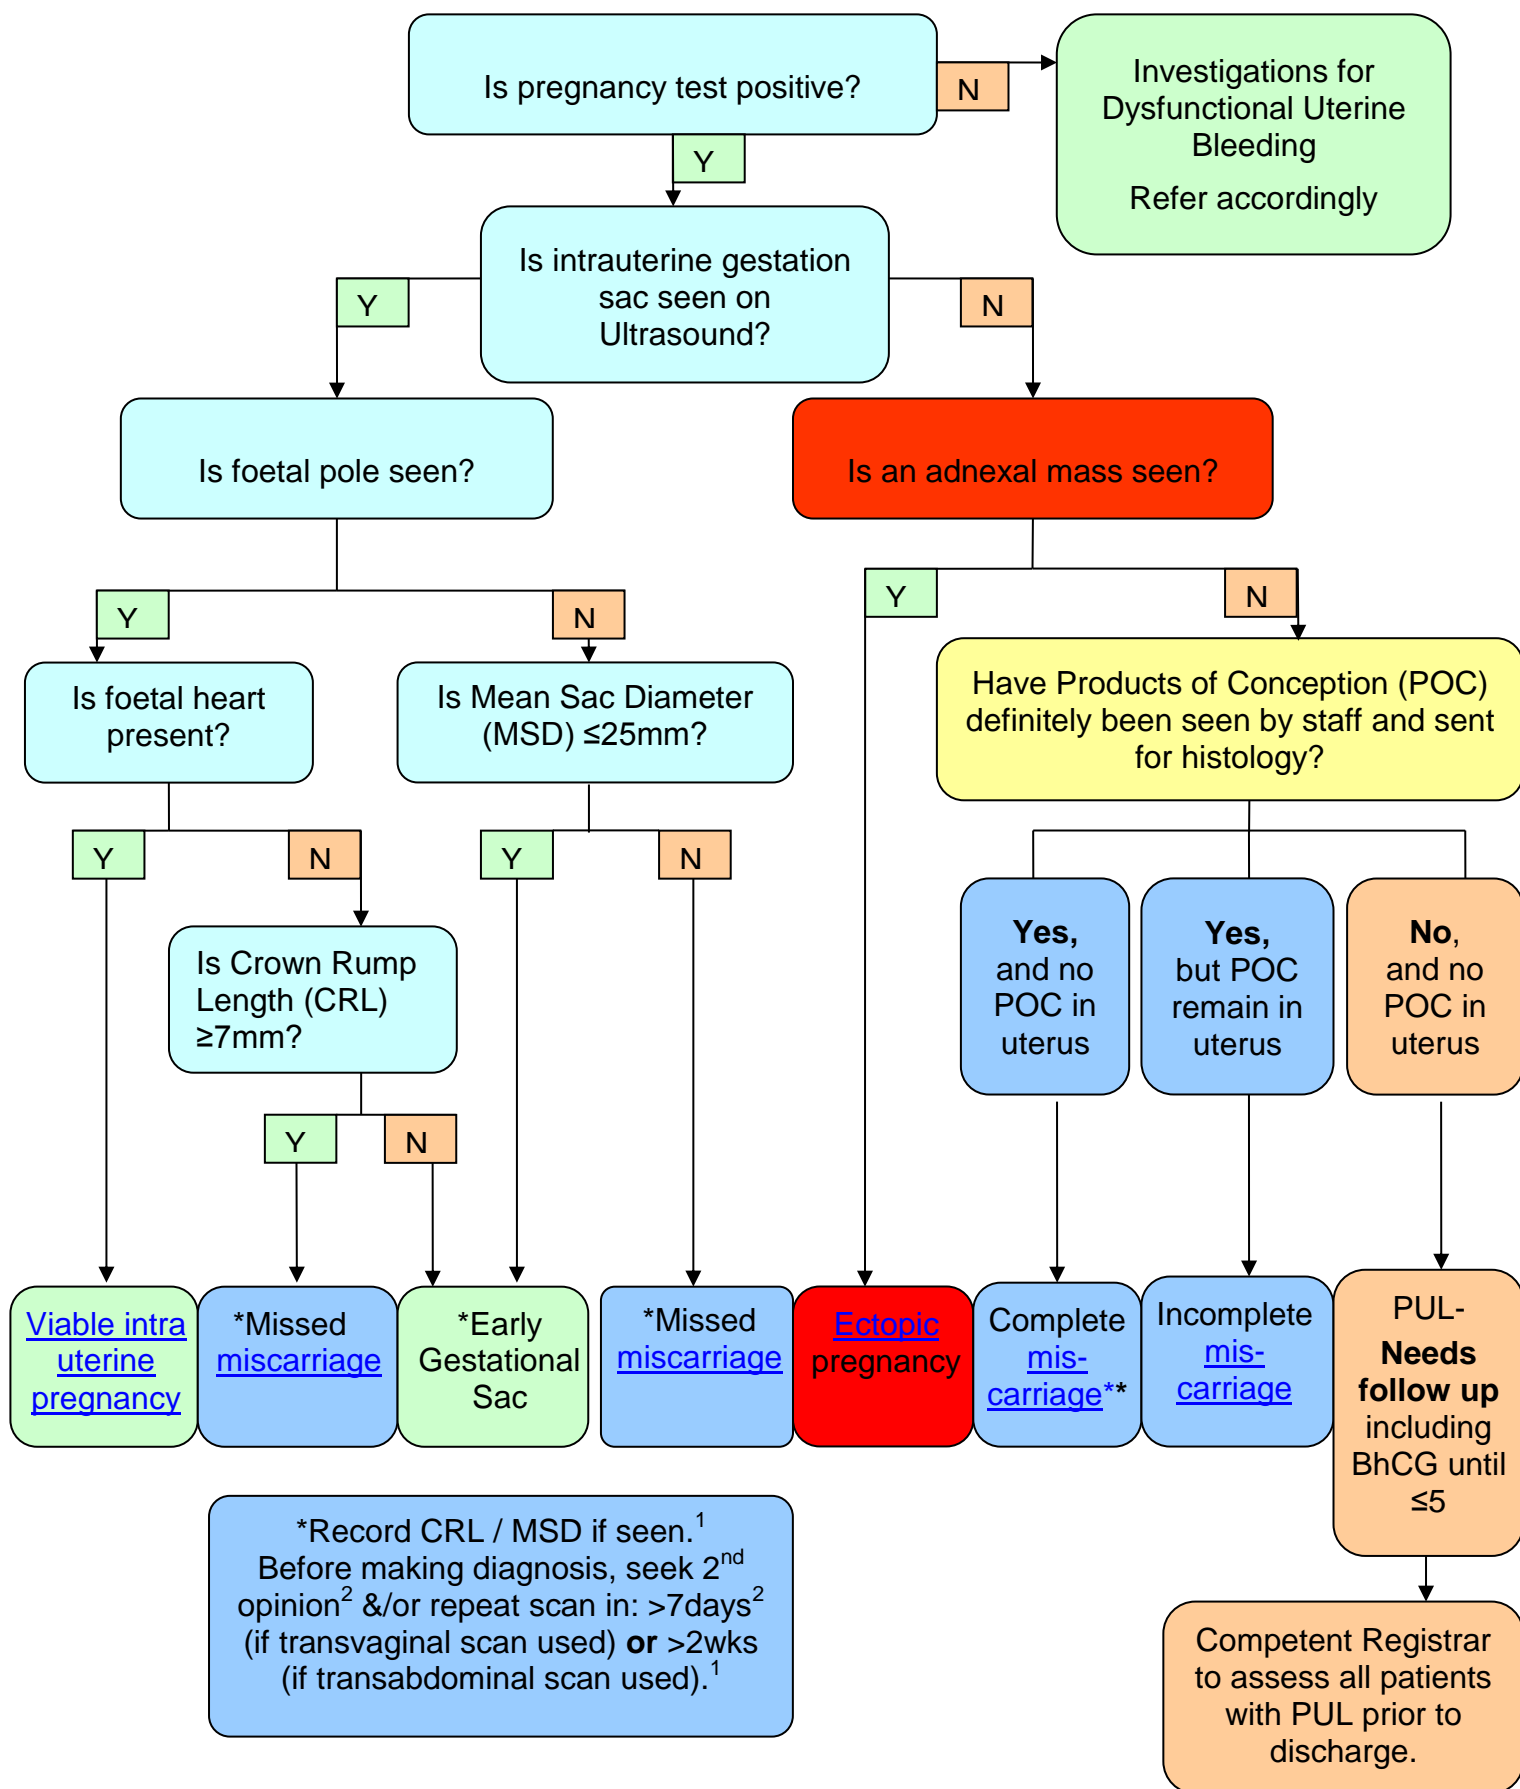 Is pregnancy test positive?
N
Investigations for
Dysfunctional Uterine
Bleeding
Refer accordingly
Y
Is intrauterine gestation
sac seen on
Ultrasound?
Y
N
Is foetal pole seen?
Is an adnexal mass seen?
Y
N
Y
N
Is foetal heart
present?
Is Mean Sac Diameter
(MSD) ≤25mm?
Have Products of Conception (POC)
definitely been seen by staff and sent
for histology?
Y
N
Y
N
Is Crown Rump
Length (CRL)
≥7mm?
Yes,
and no
POC in
uterus
Yes,
but POC
remain in
uterus
No,
and no
POC in
uterus
Y
N
Viable intra
uterine
pregnancy
*Missed
miscarriage
*Early
Gestational
Sac
*Missed
miscarriage
Ectopic
pregnancy
Complete
mis-
carriage**
Incomplete
mis-
carriage
PUL-
Needs
follow up
including
BhCG until
≤5
*Record CRL / MSD if seen.¹
Before making diagnosis, seek 2ⁿᵈ
opinion² &/or repeat scan in: >7days²
(if transvaginal scan used) or >2wks
(if transabdominal scan used).¹
Competent Registrar
to assess all patients
with PUL prior to
discharge.